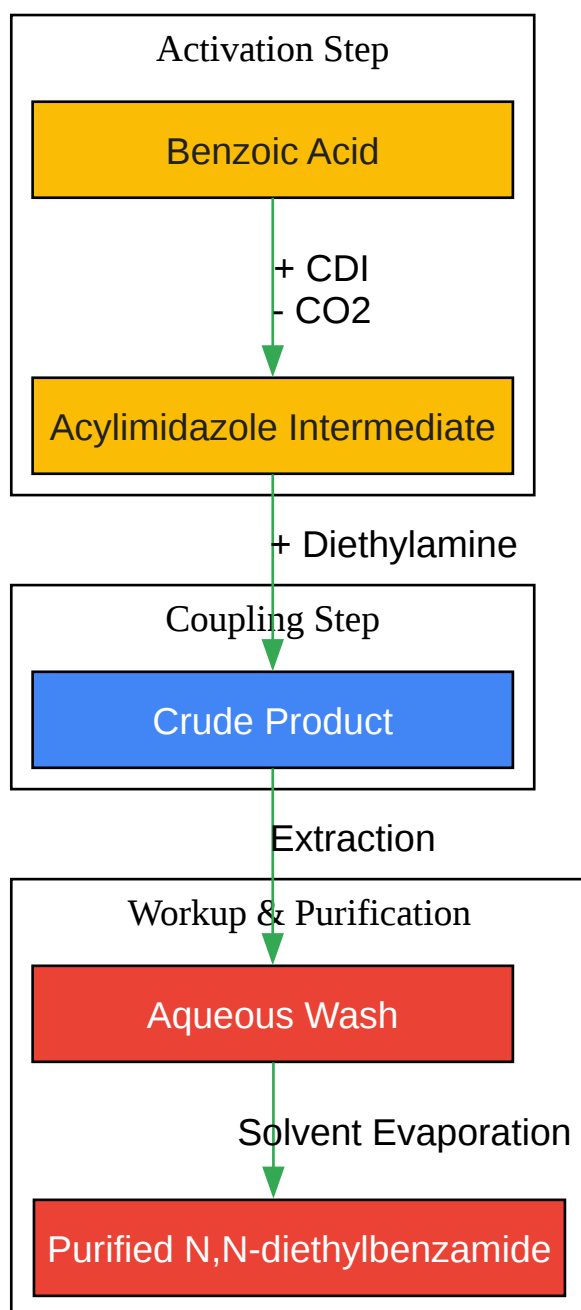 Activation Step
Benzoic Acid
+ CDI
- CO2
Acylimidazole Intermediate
+ Diethylamine
Coupling Step
Crude Product
Extraction
Workup & Purification
Aqueous Wash
Solvent Evaporation
Purified N,N-diethylbenzamide